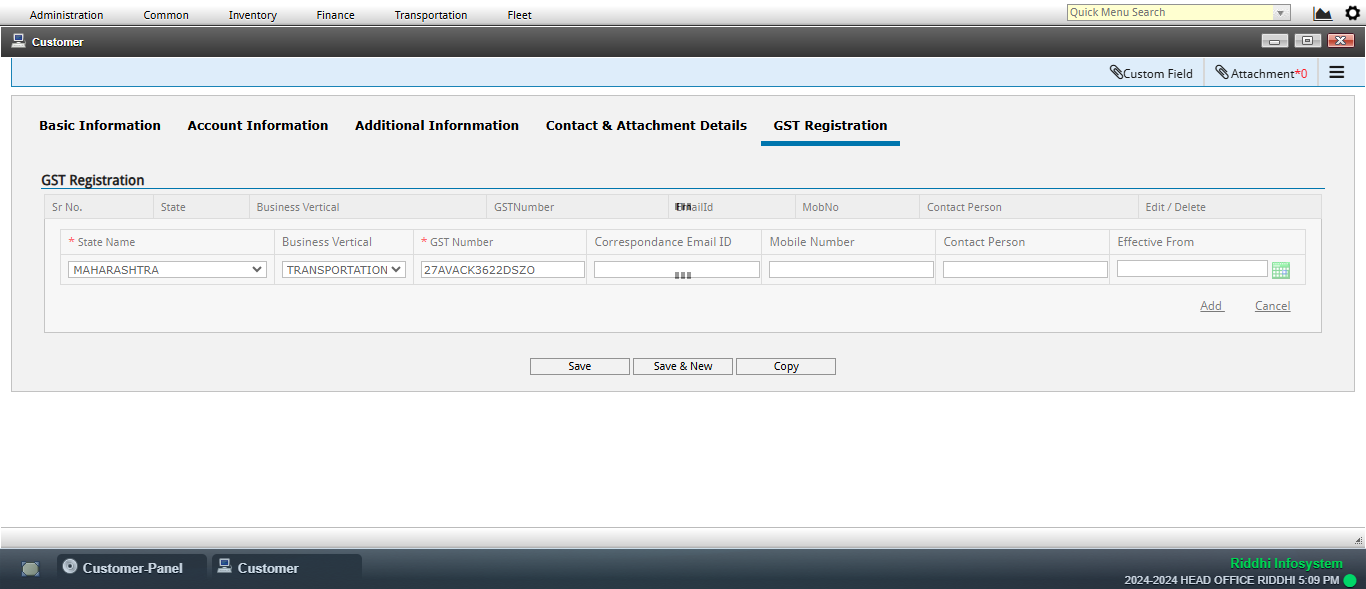 Administration Common Inventory Finance Transportation Fleet Quick Menu Search
Customer
Custom Field Attachment*0
Basic Information Account Information Additional Infornmation Contact & Attachment Details GST Registration
GST Registration
Sr No. State Business Vertical GSTNumber EmailId MobNo Contact Person Edit / Delete
* State Name Business Vertical * GST Number Correspondance Email ID Mobile Number Contact Person Effective From
MAHARASHTRA TRANSPORTATION 27AVACK3622DSZO
Add Cancel
Save Save & New Copy
Customer-Panel Customer Riddhi Infosystem
2024-2024 HEAD OFFICE RIDDHI 5:09 PM